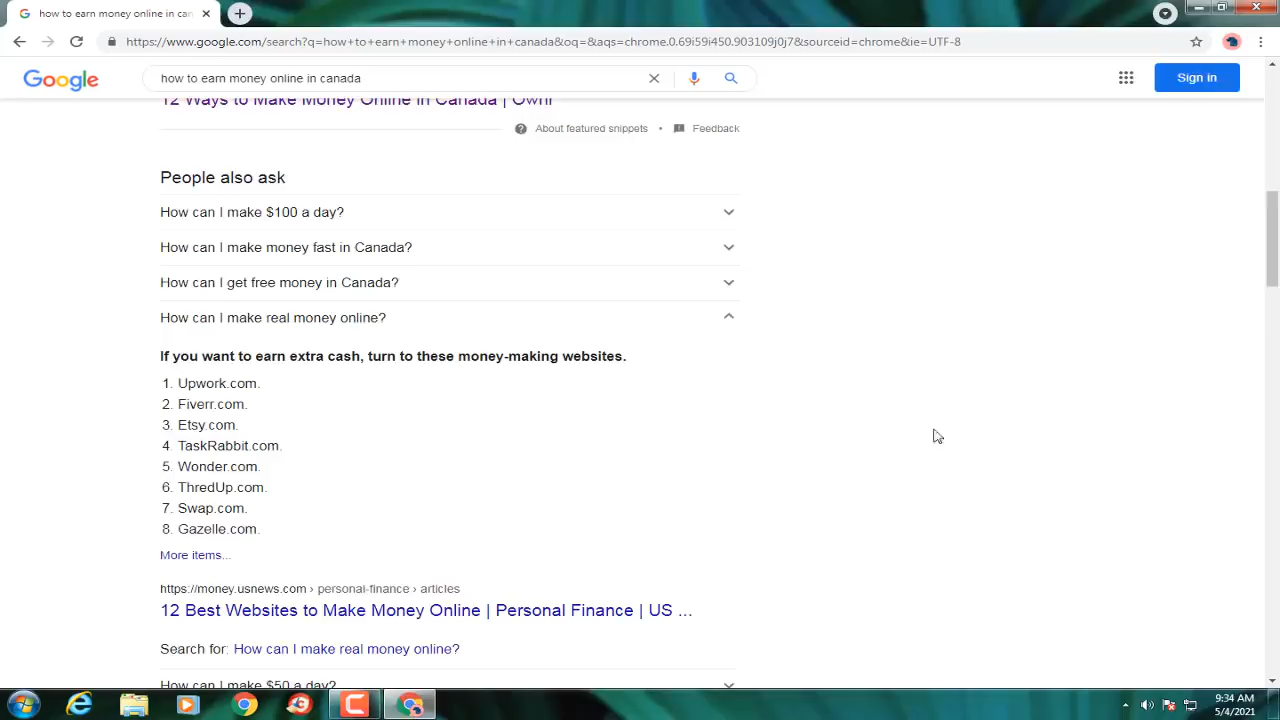 how to earn money online in can
https://www.google.com/search?q=how+to+earn+money+online+in+canada&oq=&aqs=chrome.0.69i59i450.903109j0j7&sourceid=chrome&ie=UTF-8
Google
how to earn money online in canada
Sign in
12 Ways to Make Money Online in Canada | Ownr
About featured snippets • Feedback
People also ask
How can I make $100 a day?
How can I make money fast in Canada?
How can I get free money in Canada?
How can I make real money online?
If you want to earn extra cash, turn to these money-making websites.
1. Upwork.com.
2. Fiverr.com.
3. Etsy.com.
4. TaskRabbit.com.
5. Wonder.com.
6. ThredUp.com.
7. Swap.com.
8. Gazelle.com.
More items...
https://money.usnews.com › personal-finance › articles
12 Best Websites to Make Money Online | Personal Finance | US ...
Search for: How can I make real money online?
How can I make $50 a day?
9:34 AM
5/4/2021